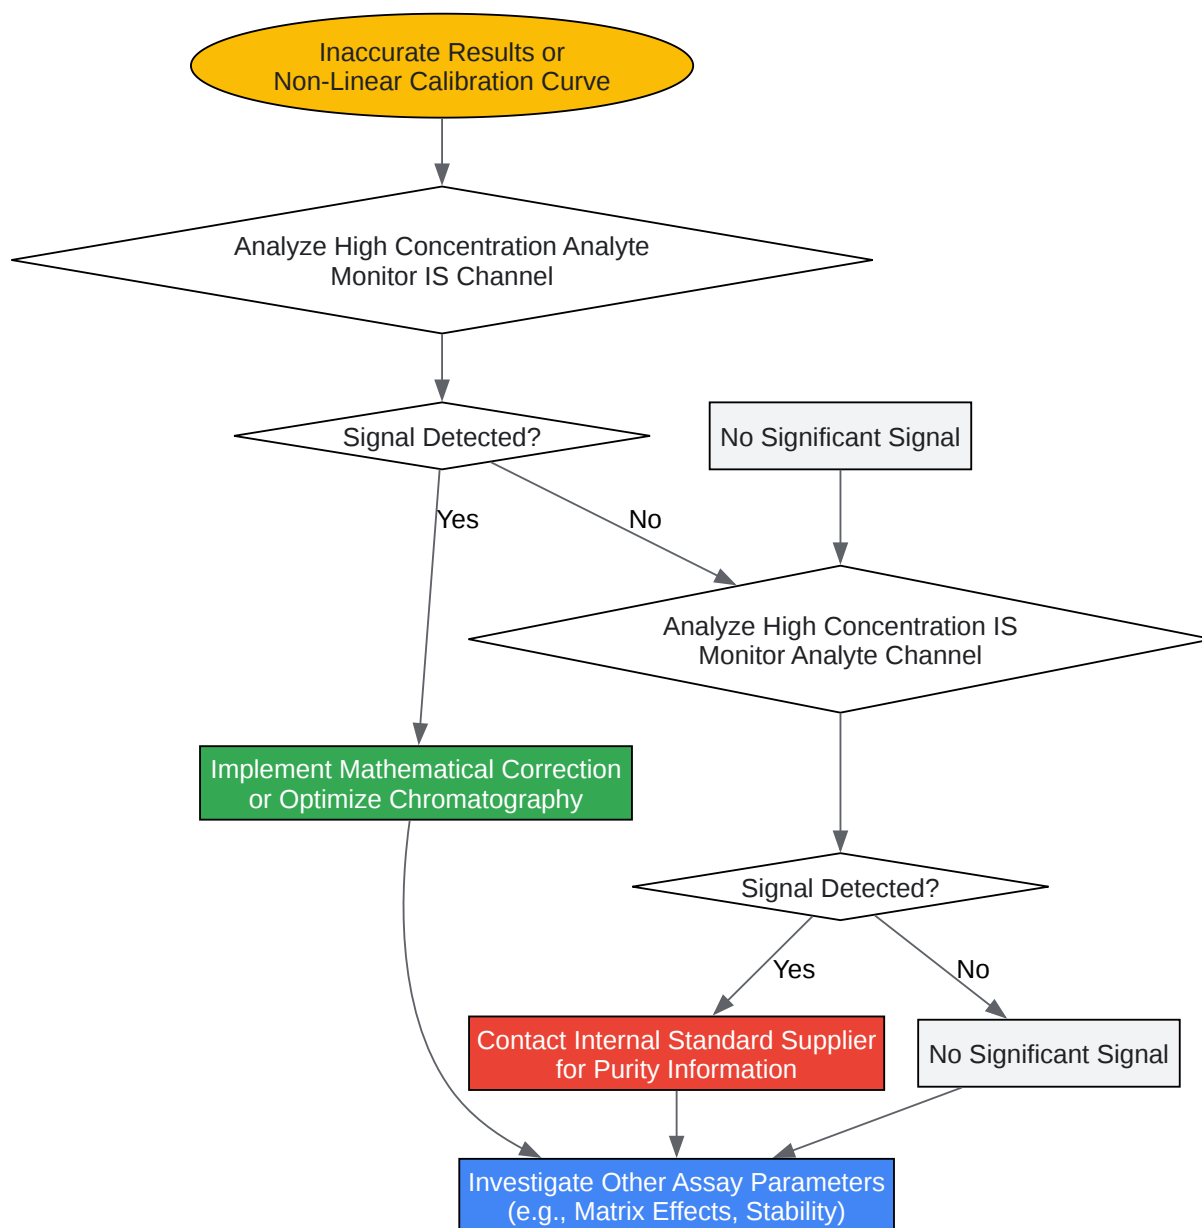 Inaccurate Results or
Non-Linear Calibration Curve
Analyze High Concentration Analyte
Monitor IS Channel
Signal Detected?
No Significant Signal
Yes
No
Analyze High Concentration IS
Monitor Analyte Channel
Implement Mathematical Correction
or Optimize Chromatography
Signal Detected?
Yes
No
Contact Internal Standard Supplier
for Purity Information
No Significant Signal
Investigate Other Assay Parameters
(e.g., Matrix Effects, Stability)